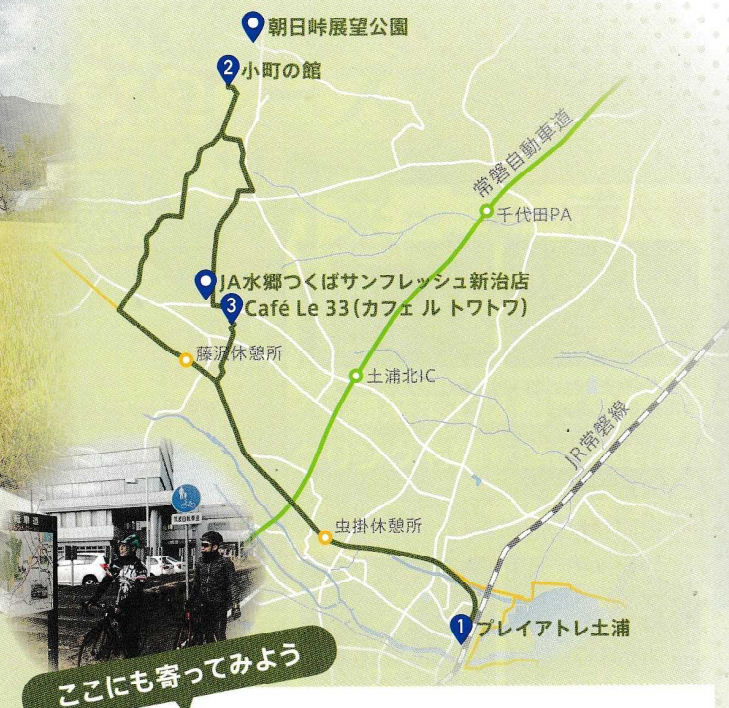 朝日峠展望公園
2 小町の館
常磐自動車道
千代田PA
JA水郷つくばサンフレッシュ新治店
3 Café Le 33(カフェ ル トワトワ)
藤沢休憩所
土浦北IC
JR常磐線
虫掛休憩所
1 プレイアトレ土浦
ここにも寄ってみよう